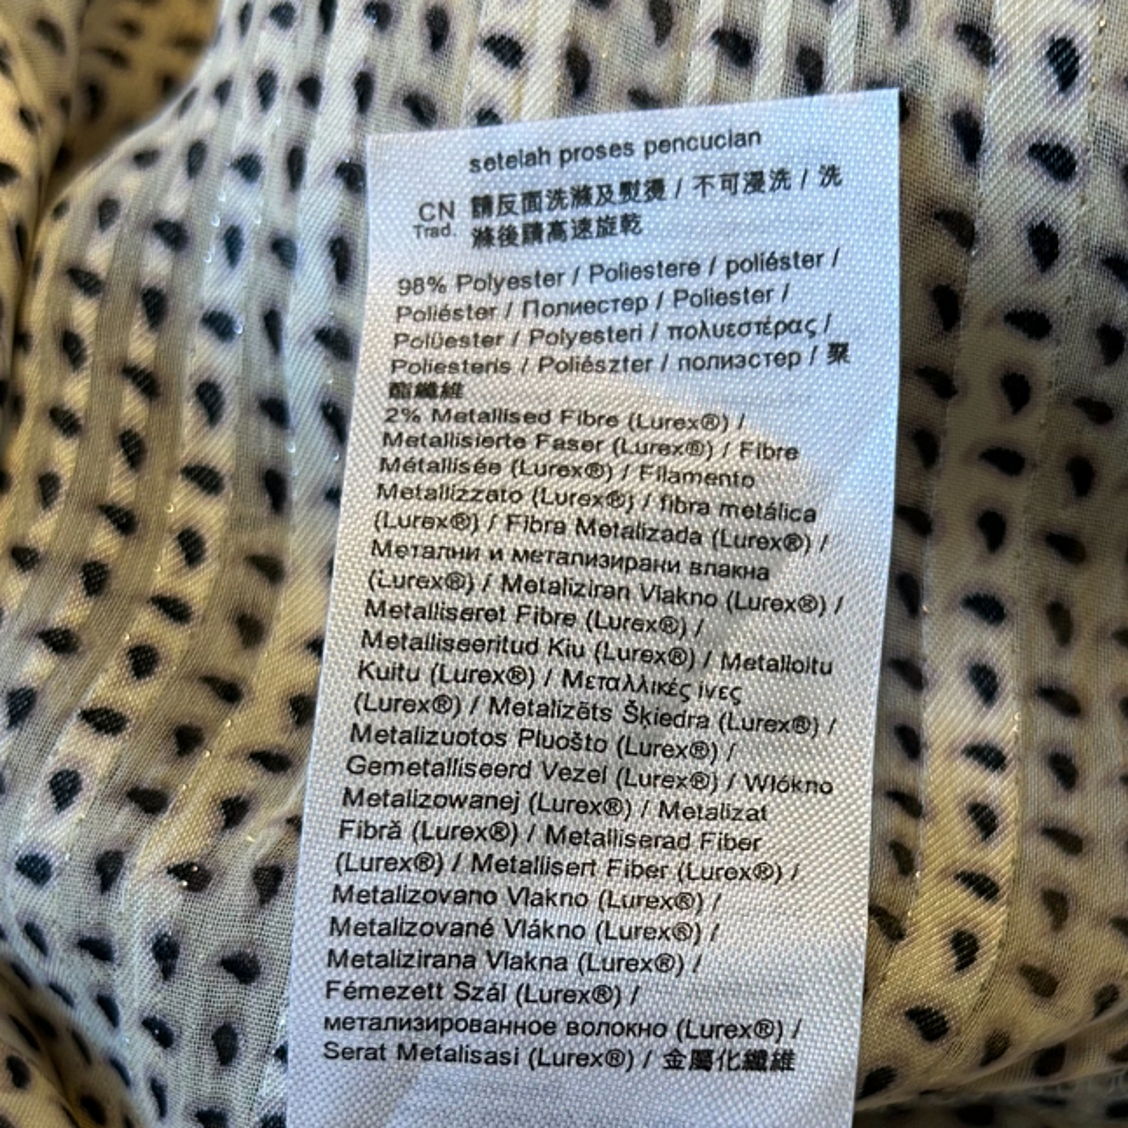 setelah proses pencucian
CN 請反面洗滌及熨燙 / 不可浸洗 / 洗
Trad. 滌後請高速旋乾
98% Polyester / Poliestere / poliéster /
Poliéster / Полиестер / Poliester /
Polüester / Polyesteri / πολυεστέρας /
Poliesteris / Poliészter / полиэстер / 聚
酯纖維
2% Metallised Fibre (Lurex®) /
Metallisierte Faser (Lurex®) / Fibre
Métallisée (Lurex®) / Filamento
Metallizzato (Lurex®) / fibra metálica
(Lurex®) / Fibra Metalizada (Lurex®) /
Метални и метализирани влакна
(Lurex®) / Metaliziran Vlakno (Lurex®) /
Metalliseret Fibre (Lurex®) /
Metalliseeritud Kiu (Lurex®) / Metalloitu
Kuitu (Lurex®) / Μεταλλικές ίνες
(Lurex®) / Metalizēts Šķiedra (Lurex®) /
Metalizuotos Pluošto (Lurex®) /
Gemetalliseerd Vezel (Lurex®) / Włókno
Metalizowanej (Lurex®) / Metalizat
Fibră (Lurex®) / Metalliserad Fiber
(Lurex®) / Metallisert Fiber (Lurex®) /
Metalizovano Vlakno (Lurex®) /
Metalizované Vlákno (Lurex®) /
Metalizirana Vlakna (Lurex®) /
Fémezett Szál (Lurex®) /
метализированное волокно (Lurex®) /
Serat Metalisasi (Lurex®) / 金屬化纖維